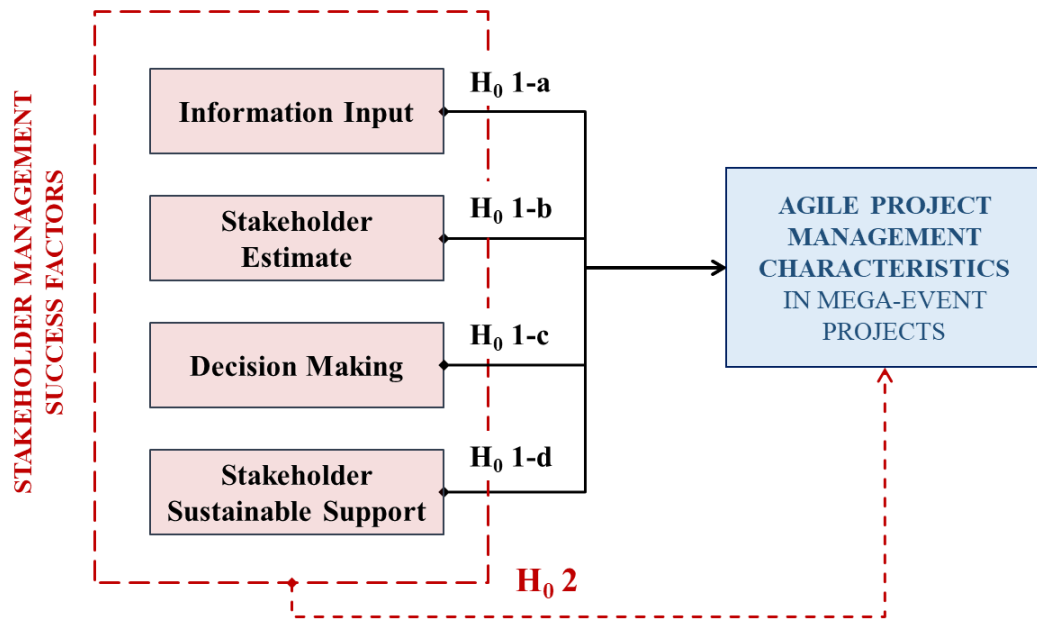 STAKEHOLDER MANAGEMENT
SUCCESS FACTORS
Information Input
H₀ 1-a
Stakeholder
Estimate
H₀ 1-b
Decision Making
H₀ 1-c
Stakeholder
Sustainable Support
H₀ 1-d
H₀ 2
AGILE PROJECT
MANAGEMENT
CHARACTERISTICS
IN MEGA-EVENT
PROJECTS